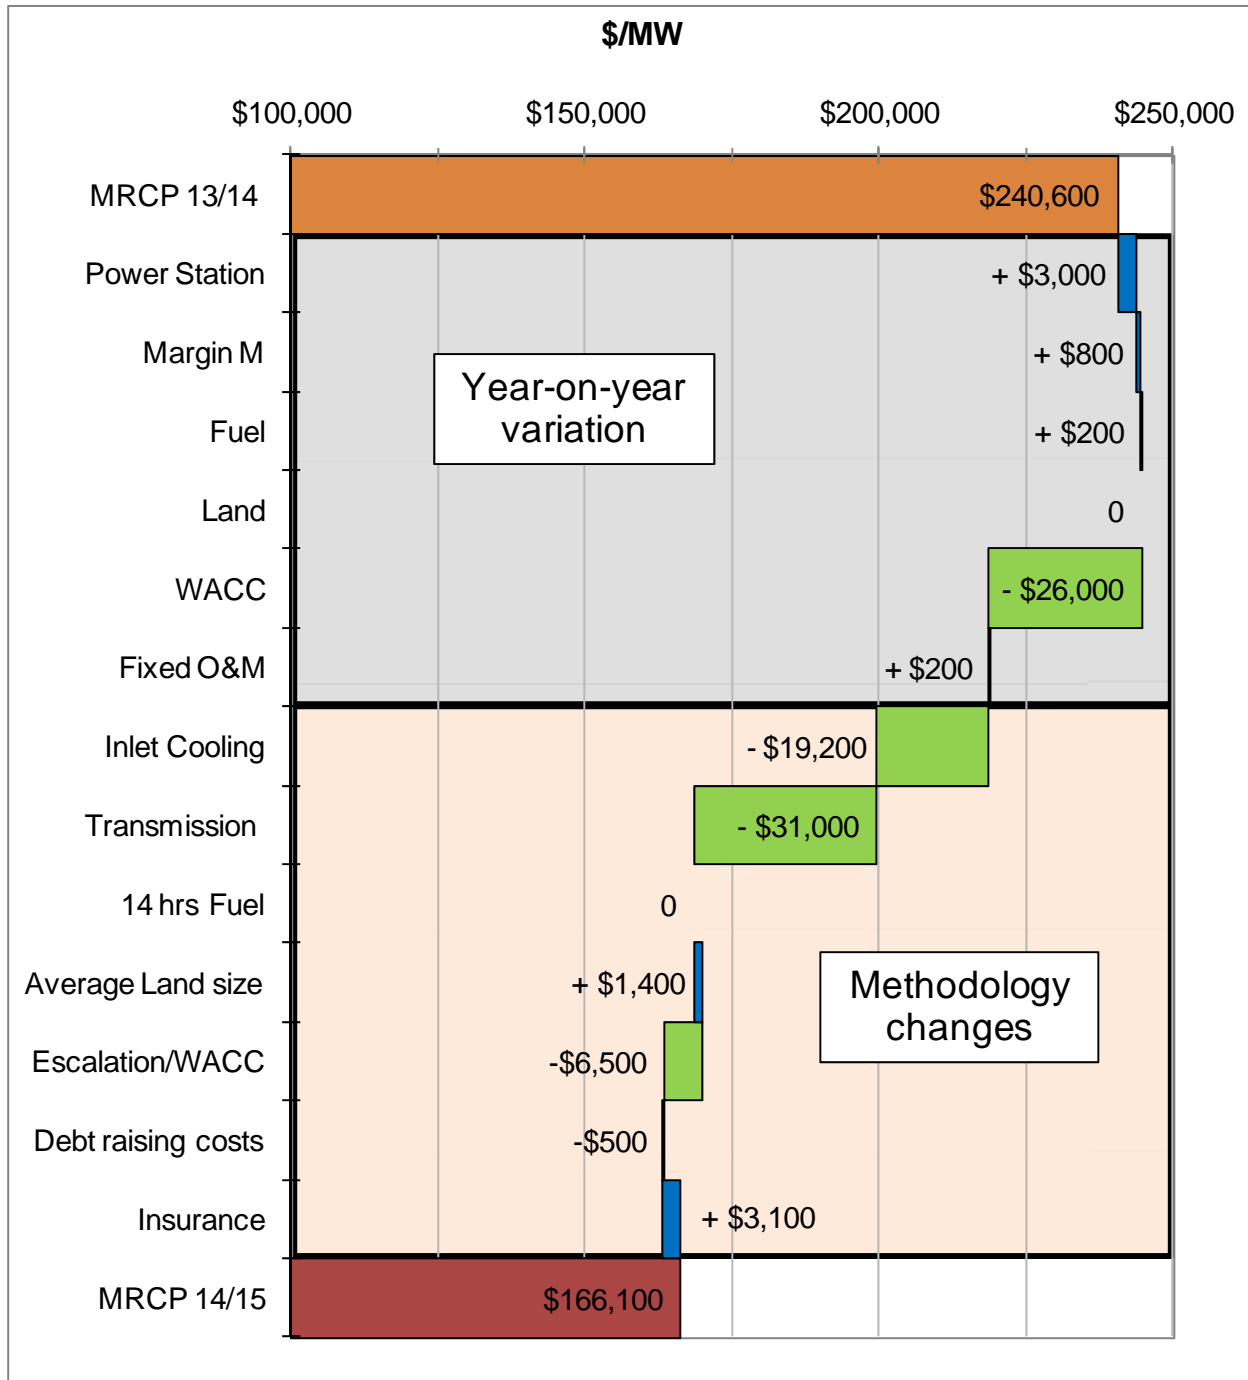 $/MW
$100,000 $150,000 $200,000 $250,000
MRCP 13/14 $240,600
Power Station + $3,000
Margin M + $800
Year-on-year
variation
Fuel + $200
Land 0
WACC - $26,000
Fixed O&M + $200
Inlet Cooling - $19,200
Transmission - $31,000
14 hrs Fuel 0
Average Land size + $1,400
Methodology
changes
Escalation/WACC -$6,500
Debt raising costs -$500
Insurance + $3,100
MRCP 14/15 $166,100